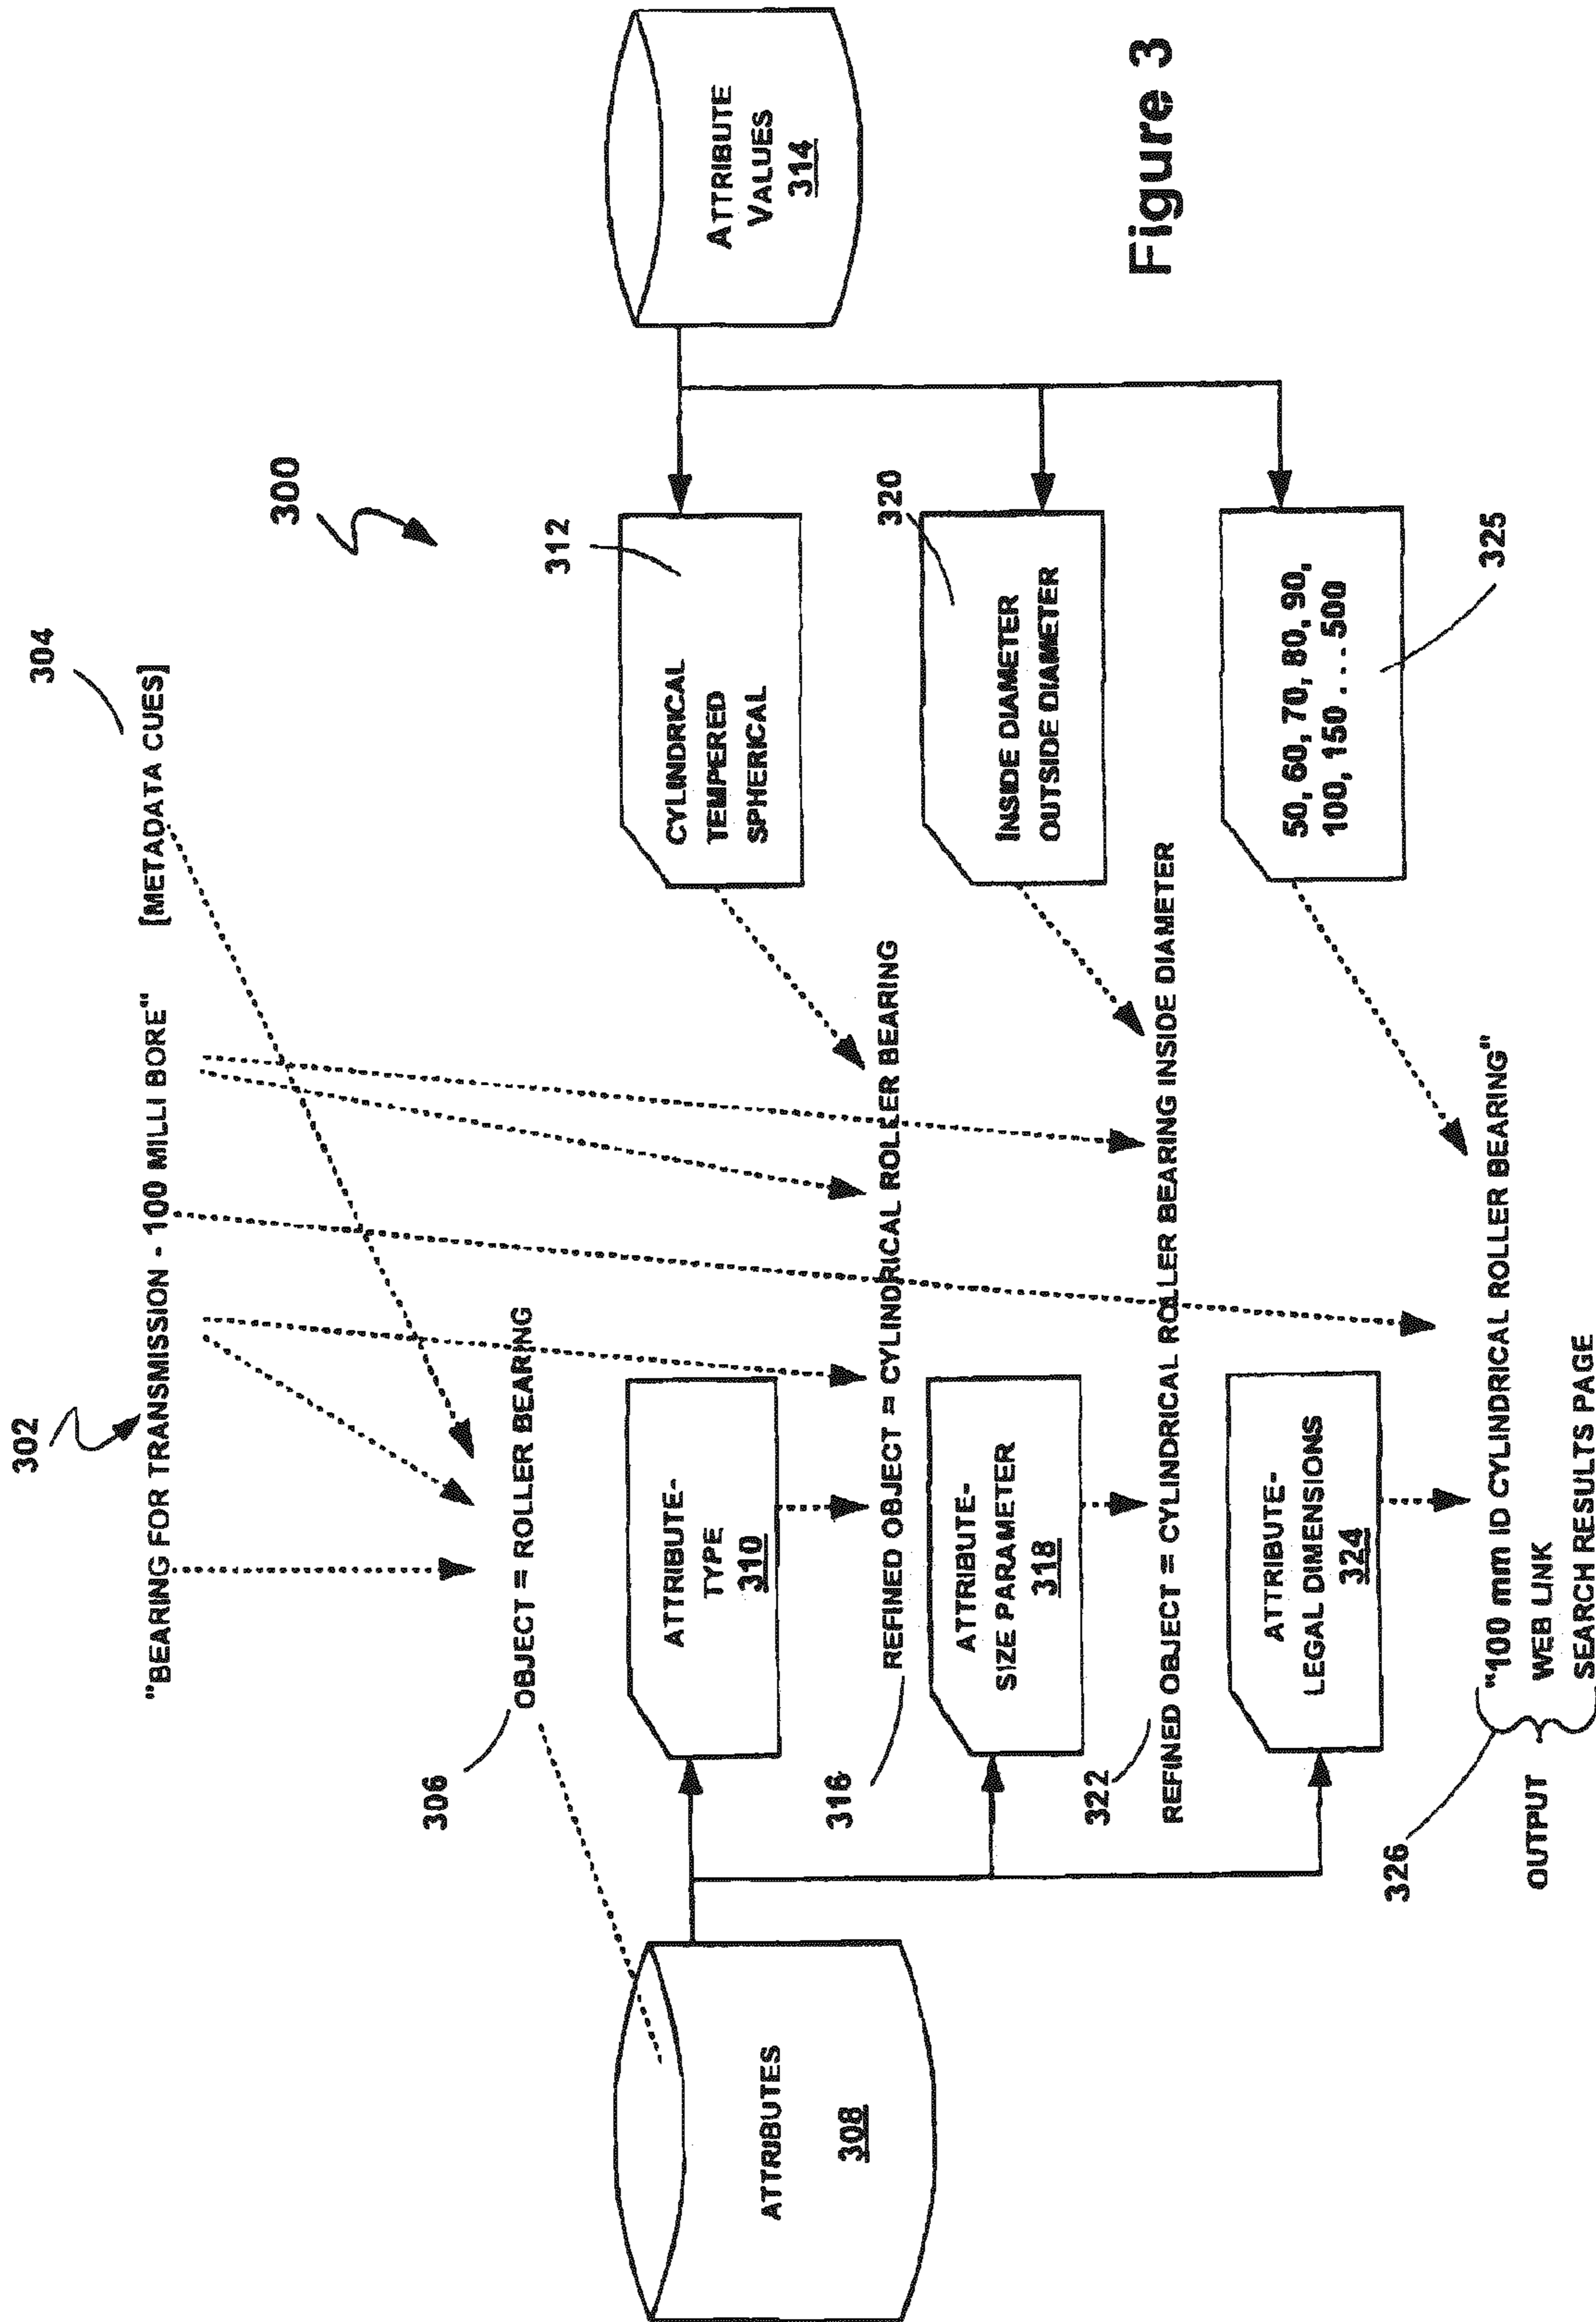 300
302
304
"BEARING FOR TRANSMISSION - 100 MILLI BORE" [METADATA CUES]
306
OBJECT = ROLLER BEARING
ATTRIBUTES
308
ATTRIBUTE-
TYPE
310
312
CYLINDRICAL
TEMPERED
SPHERICAL
ATTRIBUTE
VALUES
314
316
REFINED OBJECT = CYLINDRICAL ROLLER BEARING
ATTRIBUTE-
SIZE PARAMETER
318
320
INSIDE DIAMETER
OUTSIDE DIAMETER
322
REFINED OBJECT = CYLINDRICAL ROLLER BEARING INSIDE DIAMETER
ATTRIBUTE-
LEGAL DIMENSIONS
324
50, 60, 70, 80, 90,
100, 150 . . . 500
325
326
OUTPUT
"100 mm ID CYLINDRICAL ROLLER BEARING"
WEB LINK
SEARCH RESULTS PAGE
Figure 3